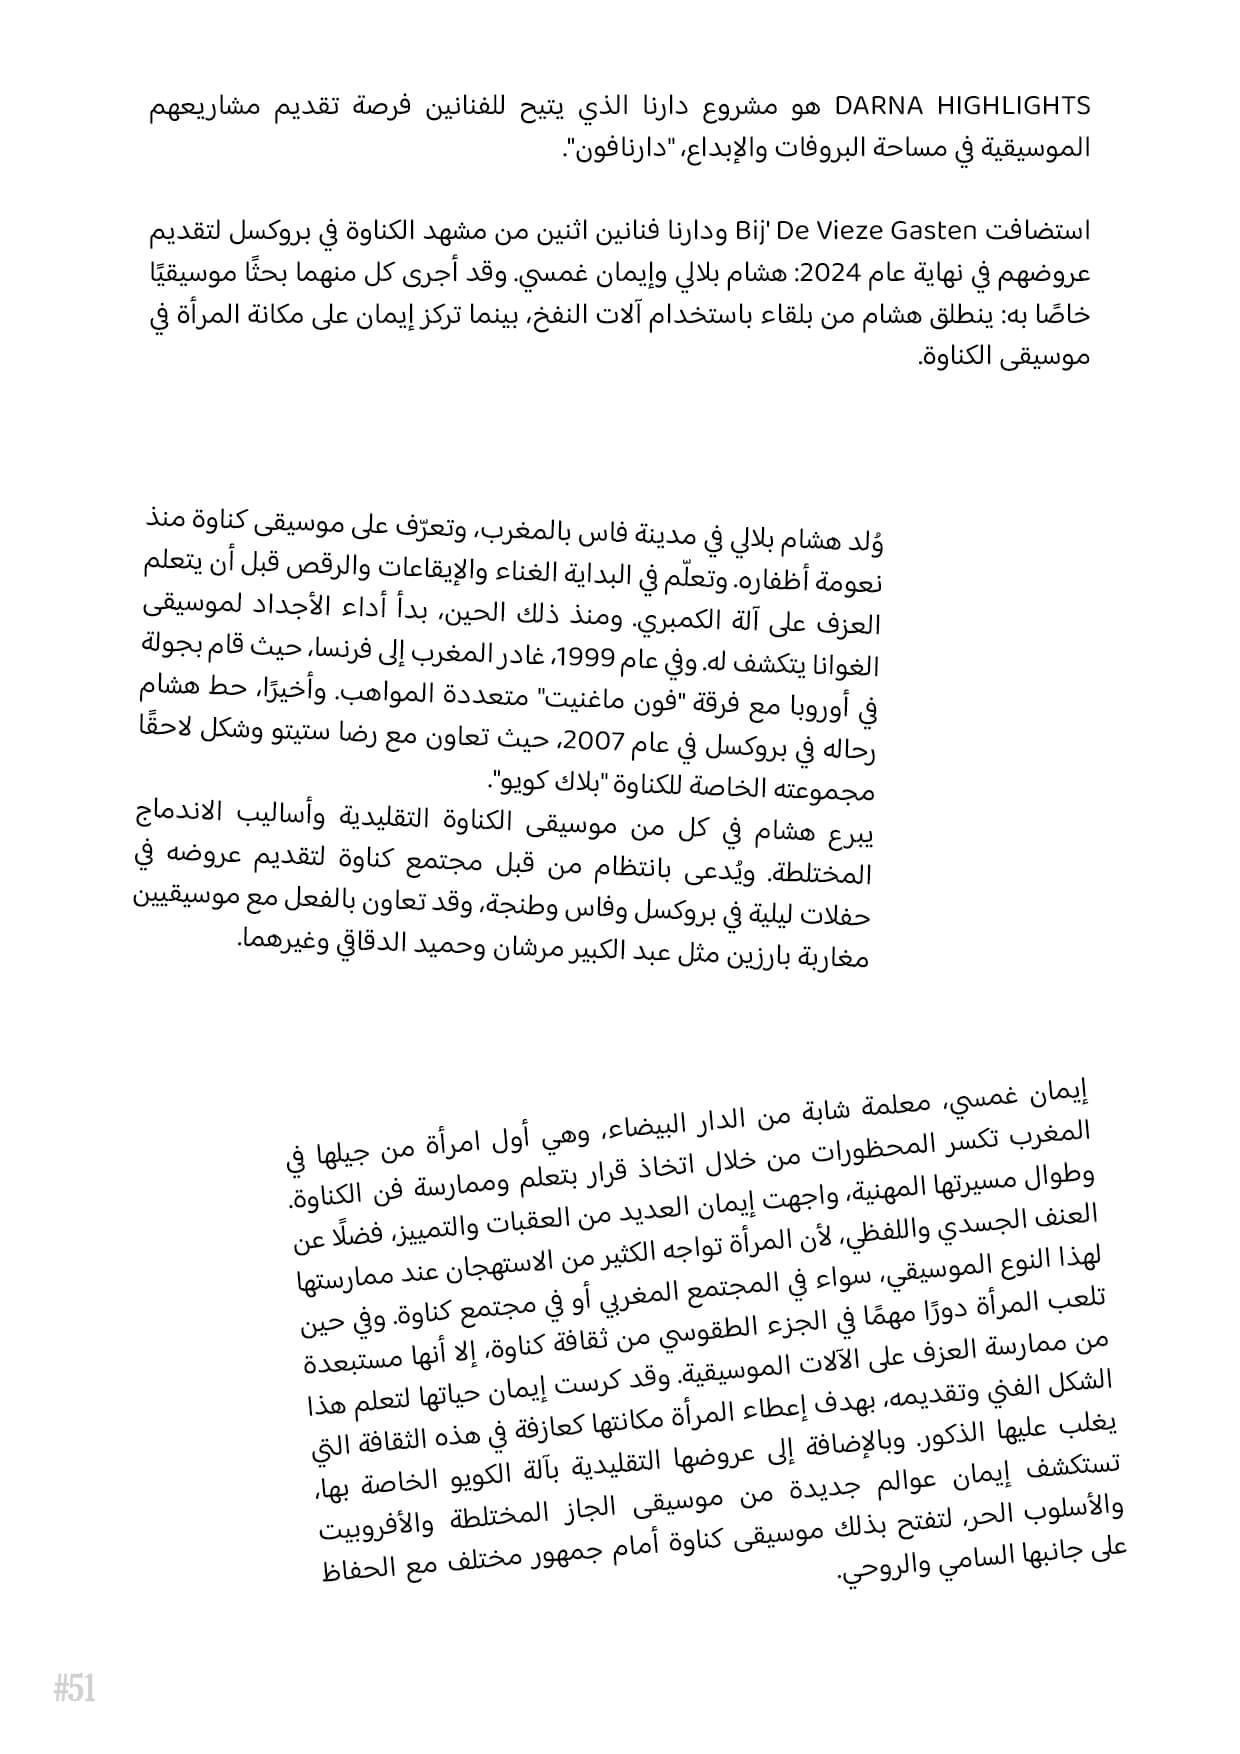 DARNA HIGHLIGHTS هو مشروع دارنا الذي يتيح للفنانين فرصة تقديم مشاريعهم
الموسيقية في مساحة البروفات والإبداع، "دارنافون".
استضافت Bij' De Vieze Gasten ودارنا فنانين اثنين من مشهد الكناوة في بروكسل لتقديم
عروضهم في نهاية عام 2024: هشام بلالي وإيمان غمسي. وقد أجرى كل منهما بحثًا موسيقيًا
خاصًا به: ينطلق هشام من بلقاء باستخدام آلات النفخ، بينما تركز إيمان على مكانة المرأة في
موسيقى الكناوة.
وُلد هشام بلالي في مدينة فاس بالمغرب، وتعرّف على موسيقى كناوة منذ
نعومة أظفاره. وتعلّم في البداية الغناء والإيقاعات والرقص قبل أن يتعلم
العزف على آلة الكمبري. ومنذ ذلك الحين، بدأ أداء الأجداد لموسيقى
الغوانا يتكشف له. وفي عام 1999، غادر المغرب إلى فرنسا، حيث قام بجولة
في أوروبا مع فرقة "فون ماغنيت" متعددة المواهب. وأخيرًا، حط هشام
رحاله في بروكسل في عام 2007، حيث تعاون مع رضا ستيتو وشكل لاحقًا
مجموعته الخاصة للكناوة "بلاك كويو".
يبرع هشام في كل من موسيقى الكناوة التقليدية وأساليب الاندماج
المختلطة. ويُدعى بانتظام من قبل مجتمع كناوة لتقديم عروضه في
حفلات ليلية في بروكسل وفاس وطنجة، وقد تعاون بالفعل مع موسيقيين
مغاربة بارزين مثل عبد الكبير مرشان وحميد الدقاقي وغيرهما.
إيمان غمسي، معلمة شابة من الدار البيضاء، وهي أول امرأة من جيلها في
المغرب تكسر المحظورات من خلال اتخاذ قرار بتعلم وممارسة فن الكناوة.
وطوال مسيرتها المهنية، واجهت إيمان العديد من العقبات والتمييز، فضلًا عن
العنف الجسدي واللفظي، لأن المرأة تواجه الكثير من الاستهجان عند ممارستها
لهذا النوع الموسيقي، سواء في المجتمع المغربي أو في مجتمع كناوة. وفي حين
تلعب المرأة دورًا مهمًا في الجزء الطقوسي من ثقافة كناوة، إلا أنها مستبعدة
من ممارسة العزف على الآلات الموسيقية. وقد كرست إيمان حياتها لتعلم هذا
الشكل الفني وتقديمه، بهدف إعطاء المرأة مكانتها كعازفة في هذه الثقافة التي
يغلب عليها الذكور. وبالإضافة إلى عروضها التقليدية بآلة الكويو الخاصة بها،
تستكشف إيمان عوالم جديدة من موسيقى الجاز المختلطة والأفروبيت
والأسلوب الحر، لتفتح بذلك موسيقى كناوة أمام جمهور مختلف مع الحفاظ
على جانبها السامي والروحي.
#51